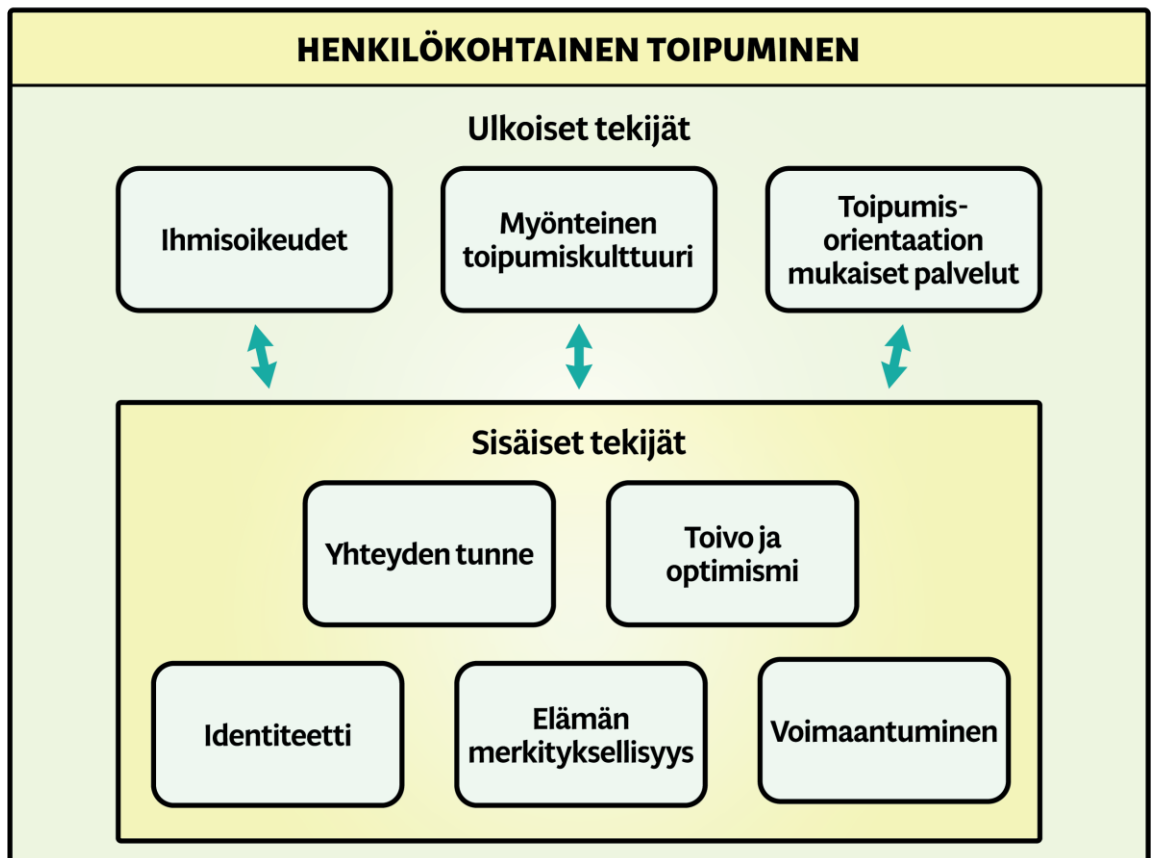 HENKILÖKOHTAINEN TOIPUMINEN
Ulkoiset tekijät
Ihmisoikeudet
Myönteinen
toipumiskulttuuri
Toipumis-
orientaation
mukaiset palvelut
Sisäiset tekijät
Yhteyden tunne
Toivo ja
optimismi
Identiteetti
Elämän
merkityksellisyys
Voimaantuminen